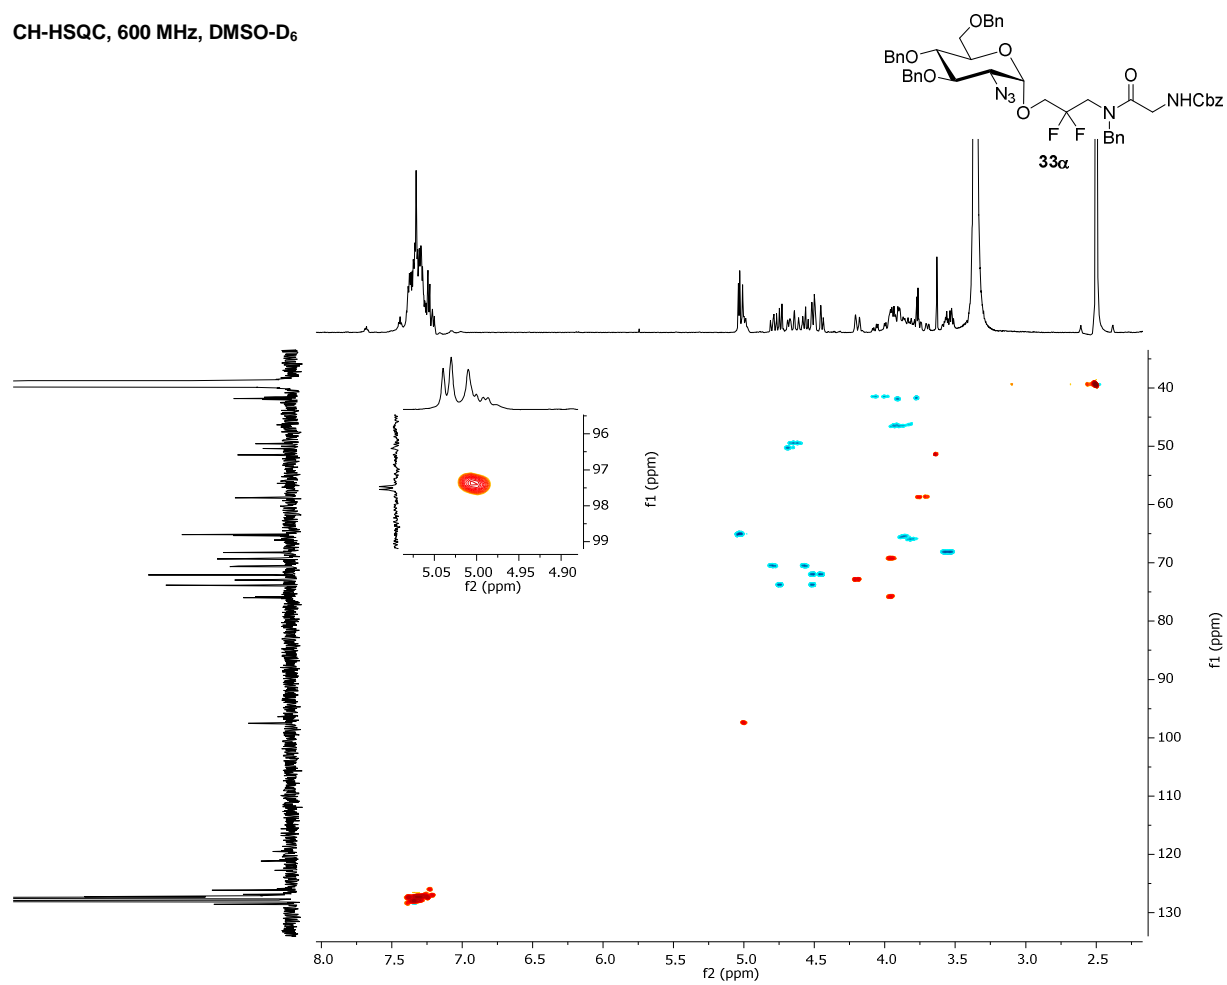 CH-HSQC, 600 MHz, DMSO-D6
OBn
BnO
O
BnO
N3
O
F F
N
Bn
O
NHCbz
33α
96
97
98
99
f1 (ppm)
5.05 5.00 4.95 4.90
f2 (ppm)
40
50
60
70
80
90
100
110
120
130
f1 (ppm)
8.0 7.5 7.0 6.5 6.0 5.5 5.0 4.5 4.0 3.5 3.0 2.5
f2 (ppm)